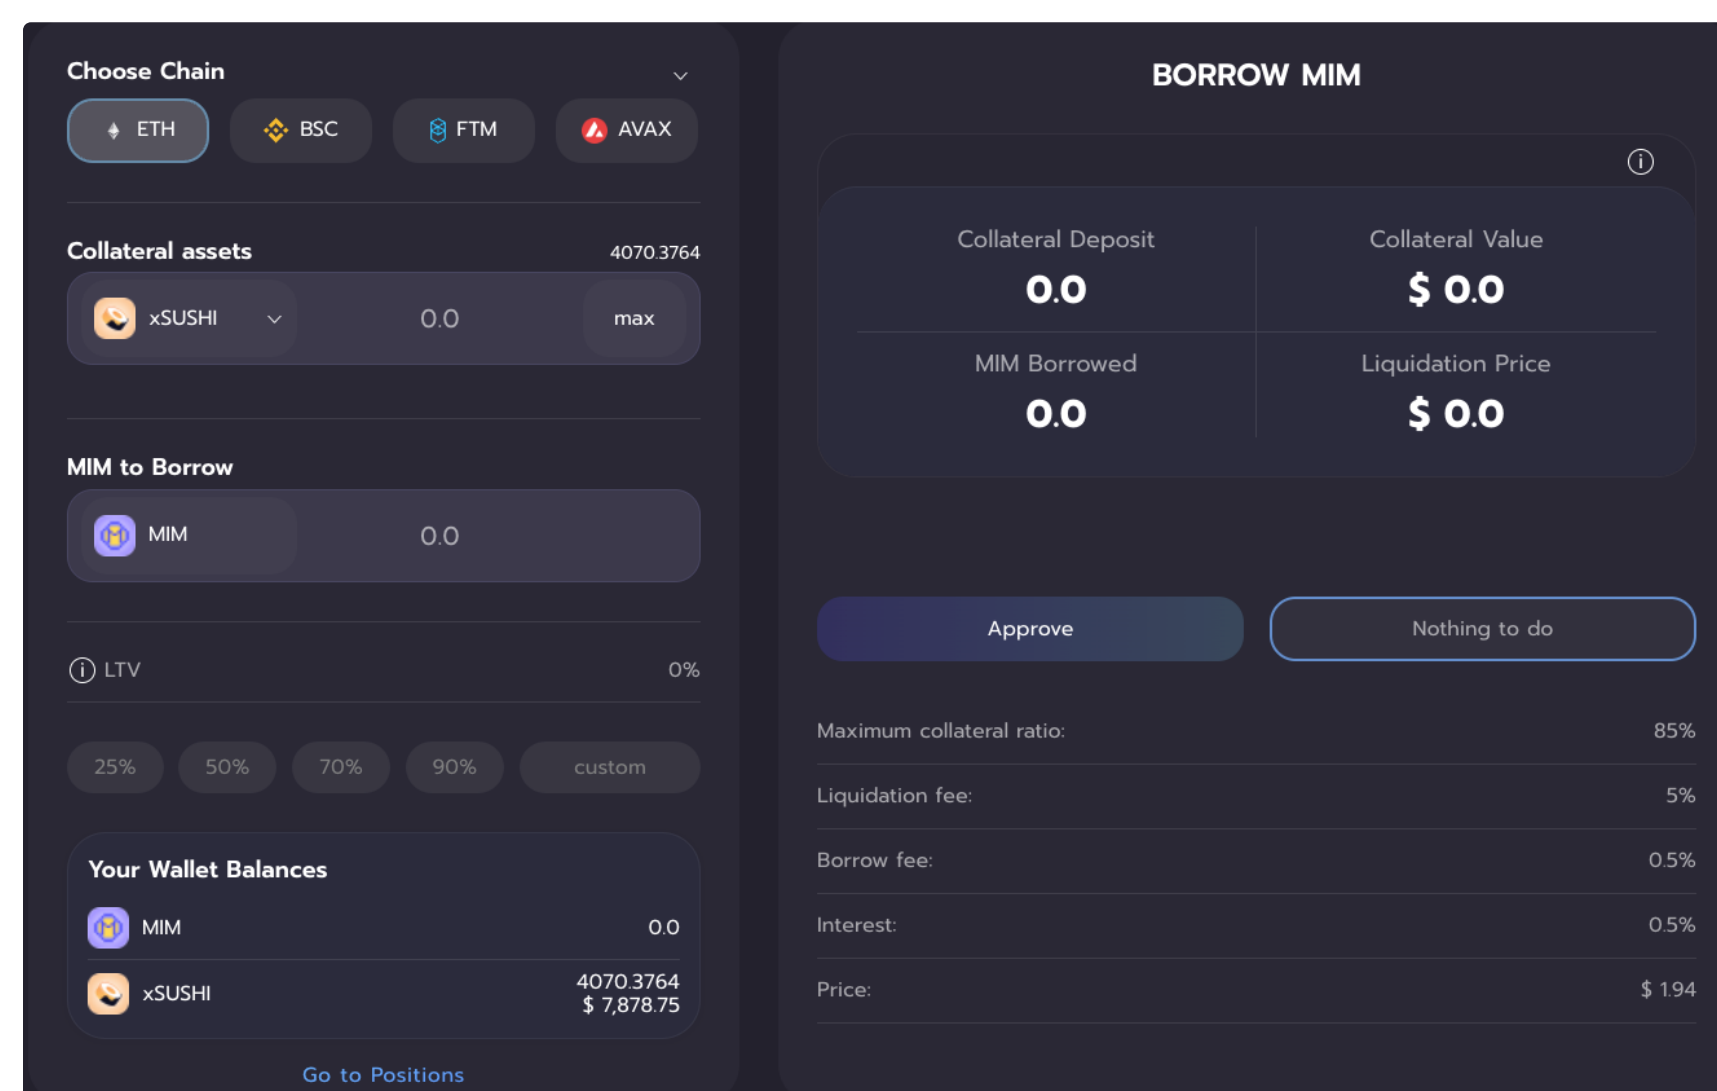 Choose Chain
ETH
BSC
FTM
AVAX
Collateral assets 4070.3764
xSUSHI 0.0 max
MIM to Borrow
MIM 0.0
LTV 0%
25% 50% 70% 90% custom
Your Wallet Balances
MIM 0.0
xSUSHI 4070.3764
$ 7,878.75
Go to Positions
BORROW MIM
Collateral Deposit
0.0
Collateral Value
$ 0.0
MIM Borrowed
0.0
Liquidation Price
$ 0.0
Approve
Nothing to do
Maximum collateral ratio: 85%
Liquidation fee: 5%
Borrow fee: 0.5%
Interest: 0.5%
Price: $ 1.94